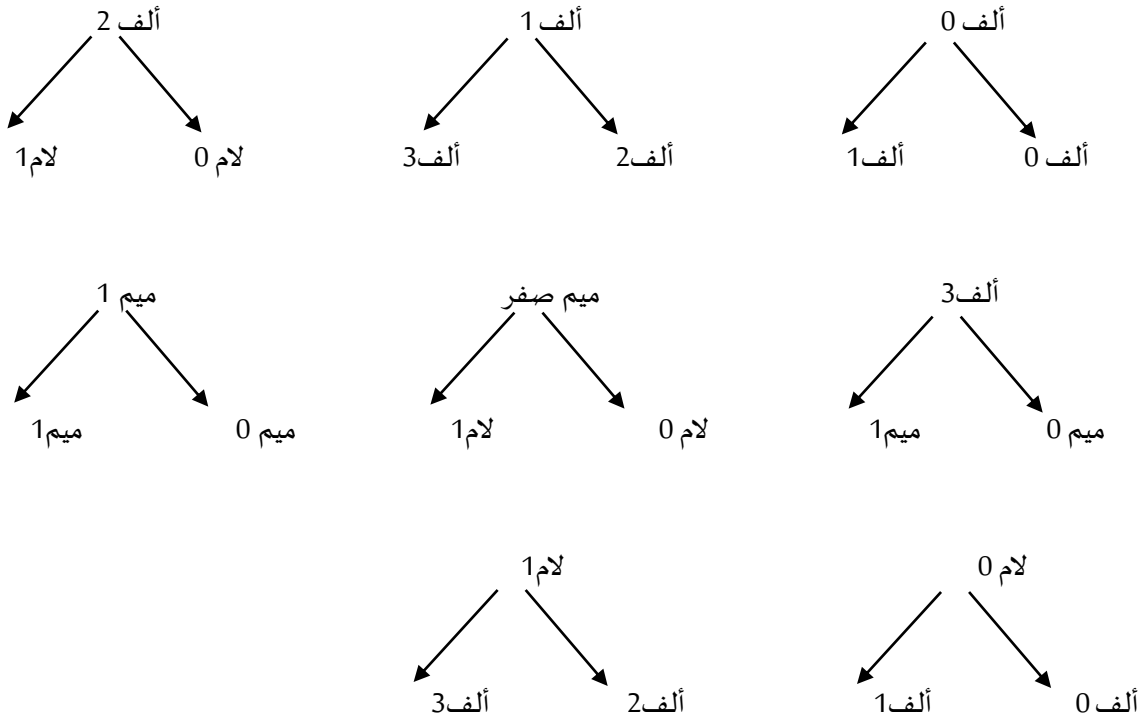 ألف 0 ألف 1 ألف 2
ألف 0 ألف1 ألف2 ألف3 لام 0 لام1
ألف3 ميم صفر ميم 1
ميم 0 ميم1 لام 0 لام1 ميم 0 ميم1
لام 0 لام1
ألف 0 ألف1 ألف2 ألف3